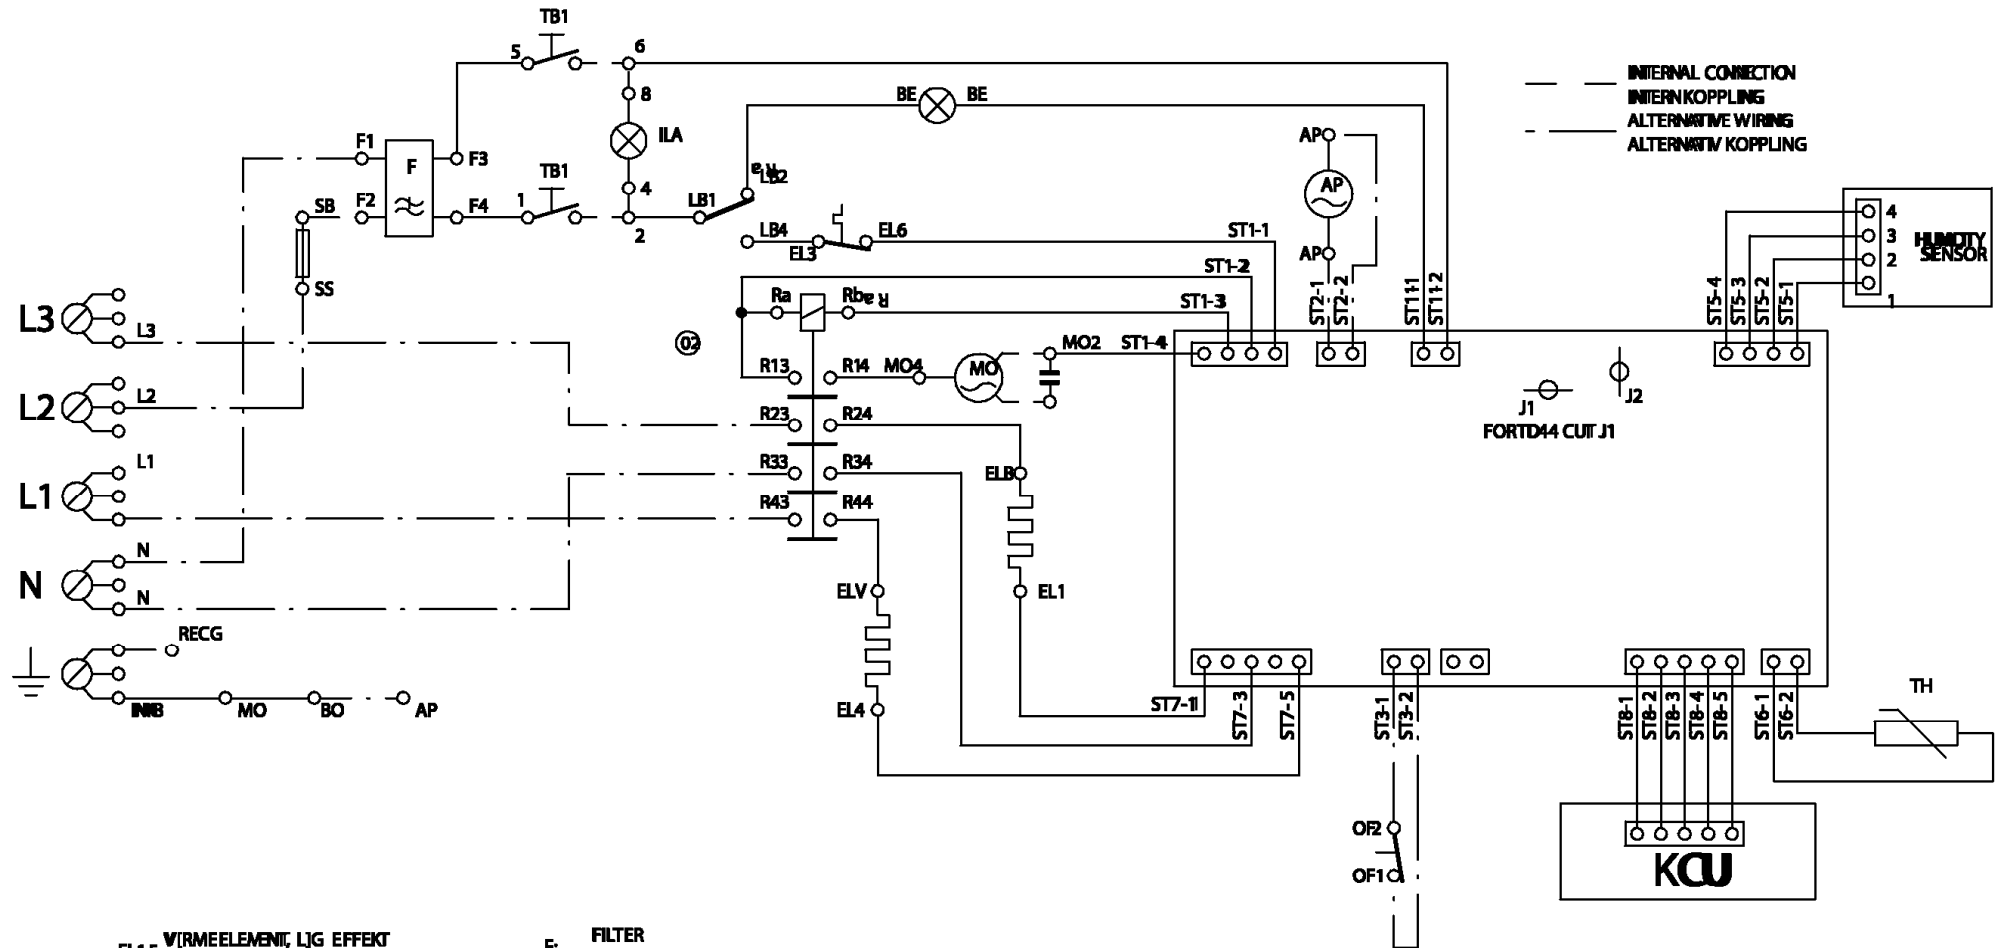 TB1
5
6
8
ILA
BE
BE
INTERNAL CONNECTION
INTERN KOPPLING
ALTERNATIVE WIRING
ALTERNATIV KOPPLING
F1
F
F3
AP
AP
AP
TB1
SB
F2
F4
1
4
2
LB1
LB2
LB4
EL3
EL6
ST1-1
ST1-2
ST1-3
SS
Ra
Rb
ST2-1
ST2-2
ST11-1
ST11-2
ST5-4
ST5-3
ST5-2
ST5-1
4
3
2
1
HUMIDITY
SENSOR
L3
L3
02
R13
R14
MO4
MO
MO2
ST1-4
L2
L2
R23
R24
J1
J2
FOR TD44 CUT J1
L1
L1
R33
R34
ELB
R43
R44
N
N
N
ELV
EL1
RECG
MO
BO
AP
EL4
ST7-1
ST7-3
ST7-5
ST3-1
ST3-2
ST8-1
ST8-2
ST8-3
ST8-4
ST8-5
ST6-1
ST6-2
TH
OF2
OF1
KCU
V[RMEELEMENT, L]G EFFEKT
F:
FILTER